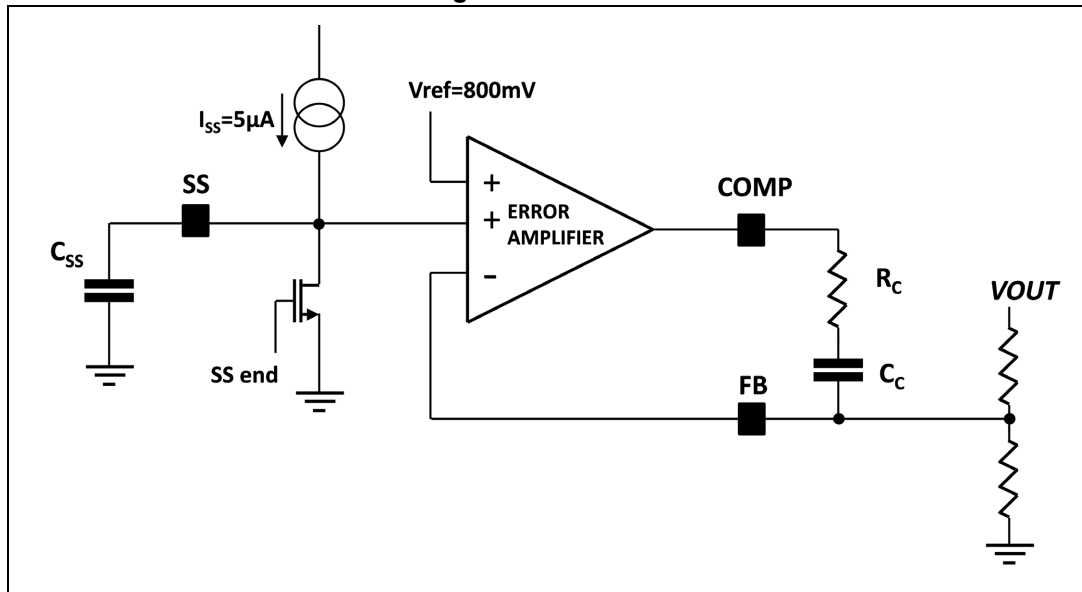 Vref=800mV
I_SS=5µA
SS
COMP
+
+
ERROR
AMPLIFIER
-
C_SS
R_C
VOUT
SS end
FB
C_C